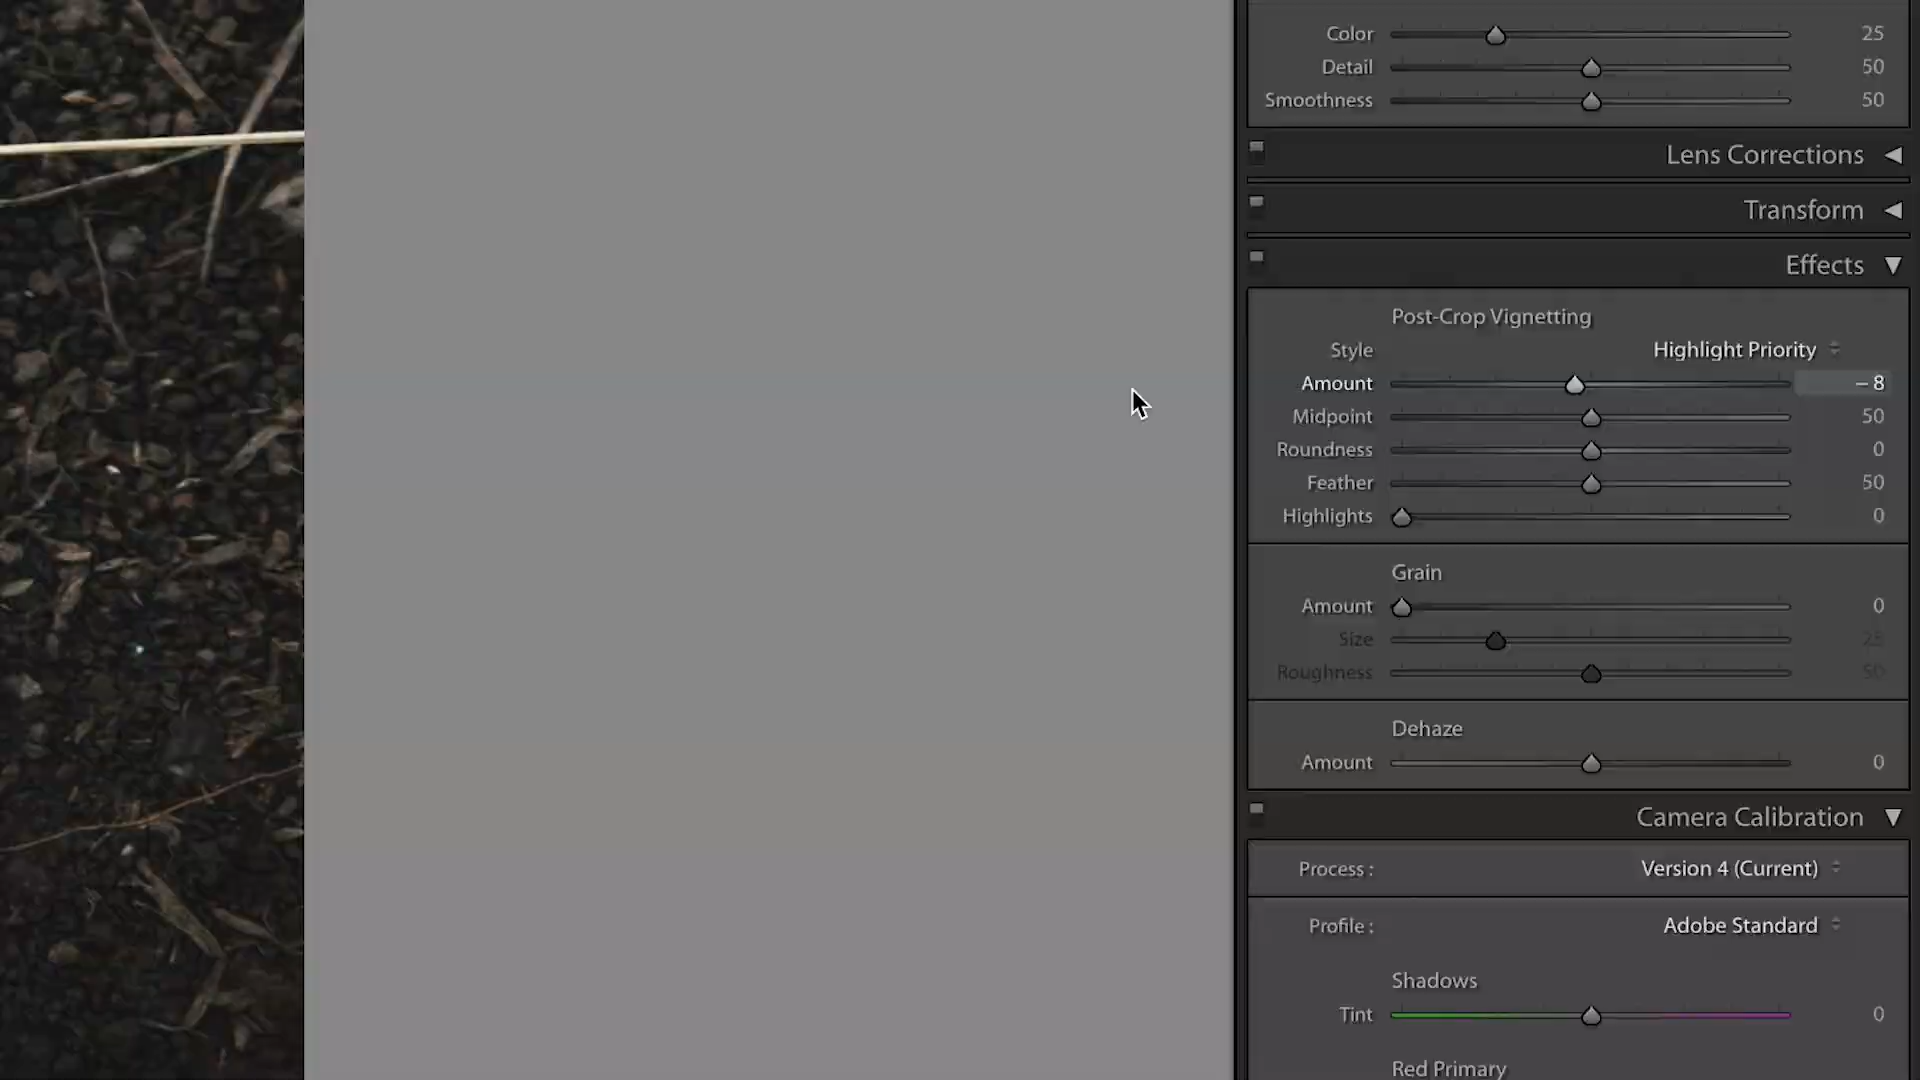 Color 25
Detail 50
Smoothness 50
Lens Corrections
Transform
Effects
Post-Crop Vignetting
Style Highlight Priority
Amount – 8
Midpoint 50
Roundness 0
Feather 50
Highlights 0
Grain
Amount 0
Size 25
Roughness 50
Dehaze
Amount 0
Camera Calibration
Process : Version 4 (Current)
Profile : Adobe Standard
Shadows
Tint 0
Red Primary